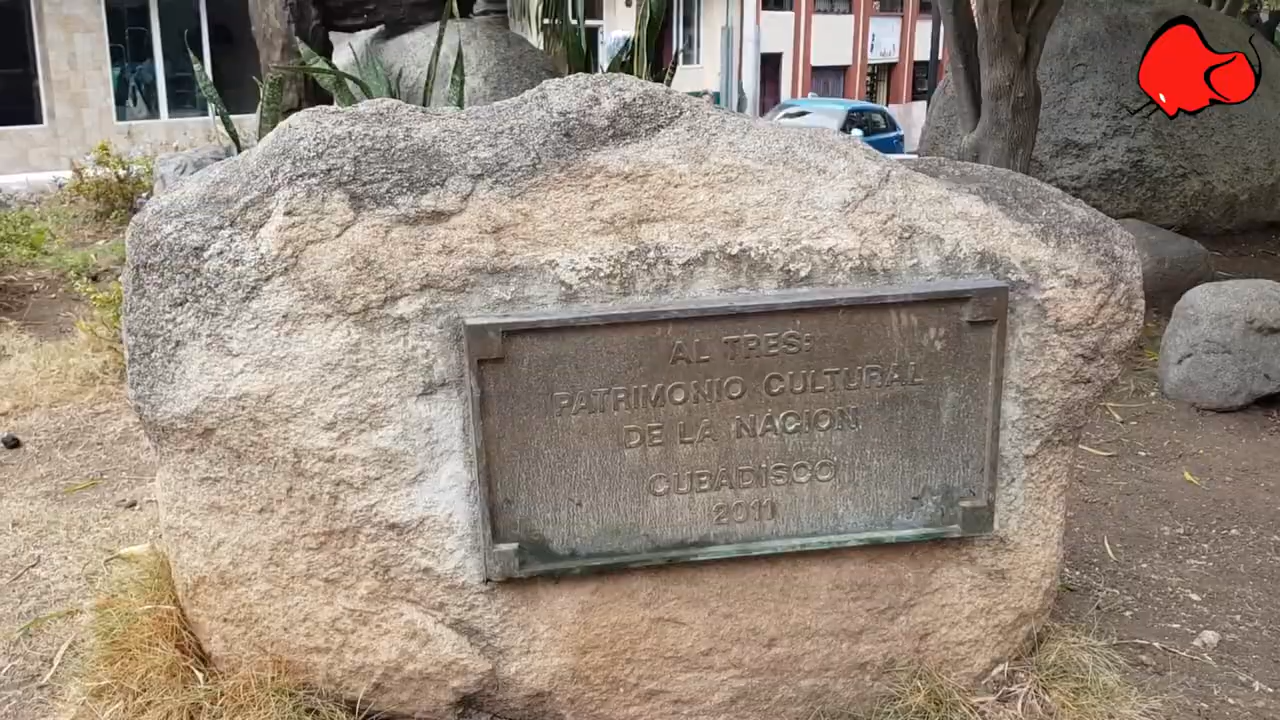 AL TRES:
PATRIMONIO CULTURAL
DE LA NACION
CUBADISCO
2011